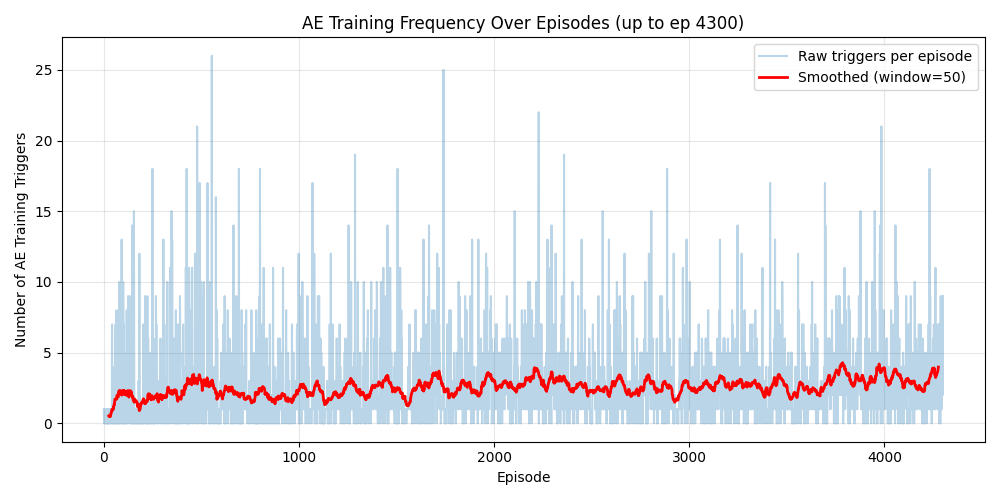 AE Training Frequency Over Episodes (up to ep 4300)
Raw triggers per episode
Smoothed (window=50)
Number of AE Training Triggers
25
20
15
10
5
0
0 1000 2000 3000 4000
Episode